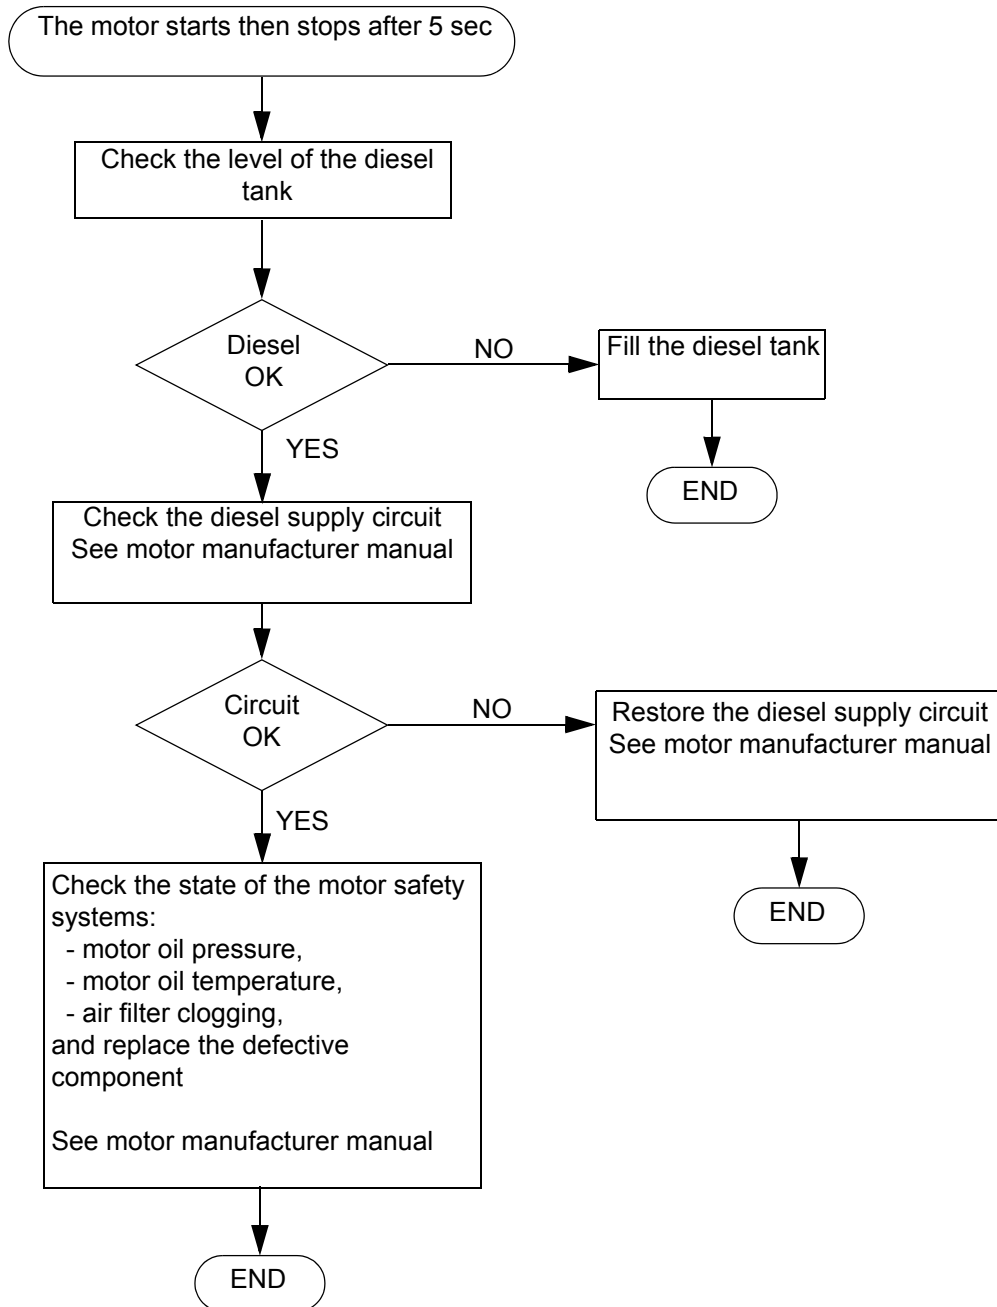 The motor starts then stops after 5 sec
Check the level of the diesel
tank
Diesel
OK
NO
Fill the diesel tank
END
YES
Check the diesel supply circuit
See motor manufacturer manual
Circuit
OK
NO
Restore the diesel supply circuit
See motor manufacturer manual
END
YES
Check the state of the motor safety
systems:
- motor oil pressure,
- motor oil temperature,
- air filter clogging,
and replace the defective
component
See motor manufacturer manual
END